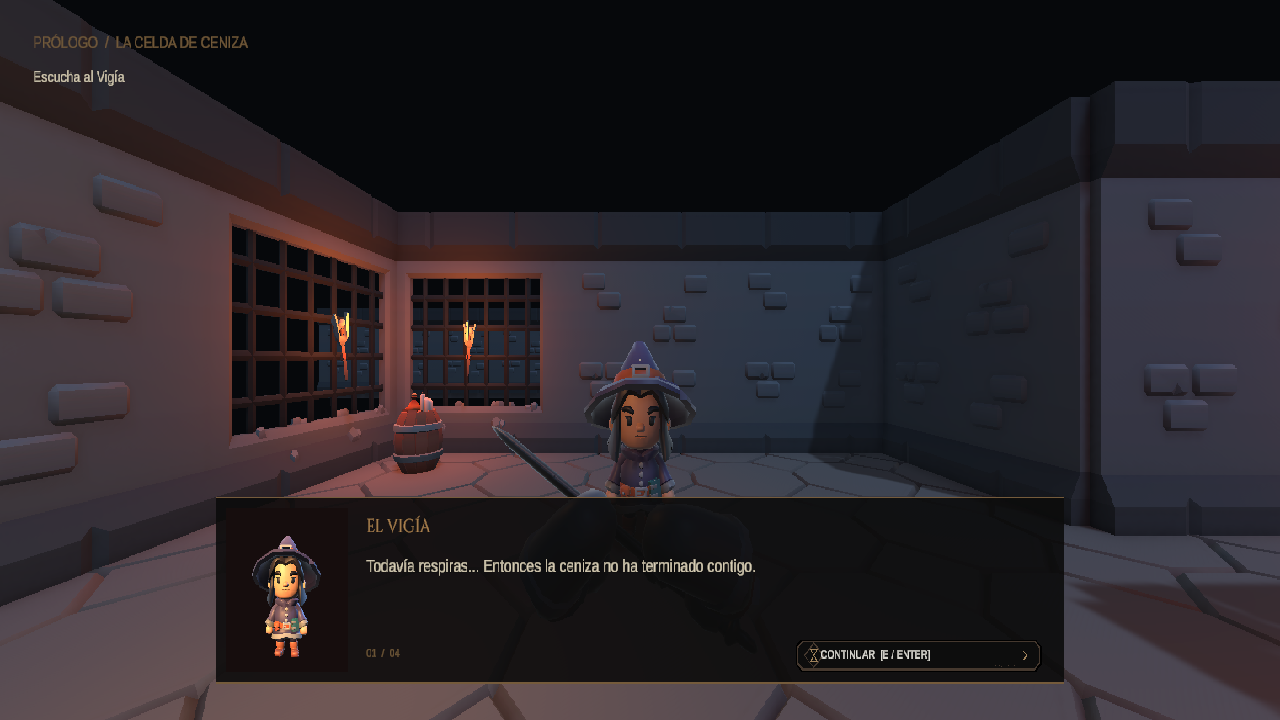 PRÓLOGO / LA CELDA DE CENIZA
Escucha al Vigía
EL VIGÍA
Todavía respiras... Entonces la ceniza no ha terminado contigo.
01 / 04
CONTINUAR [E / ENTER]